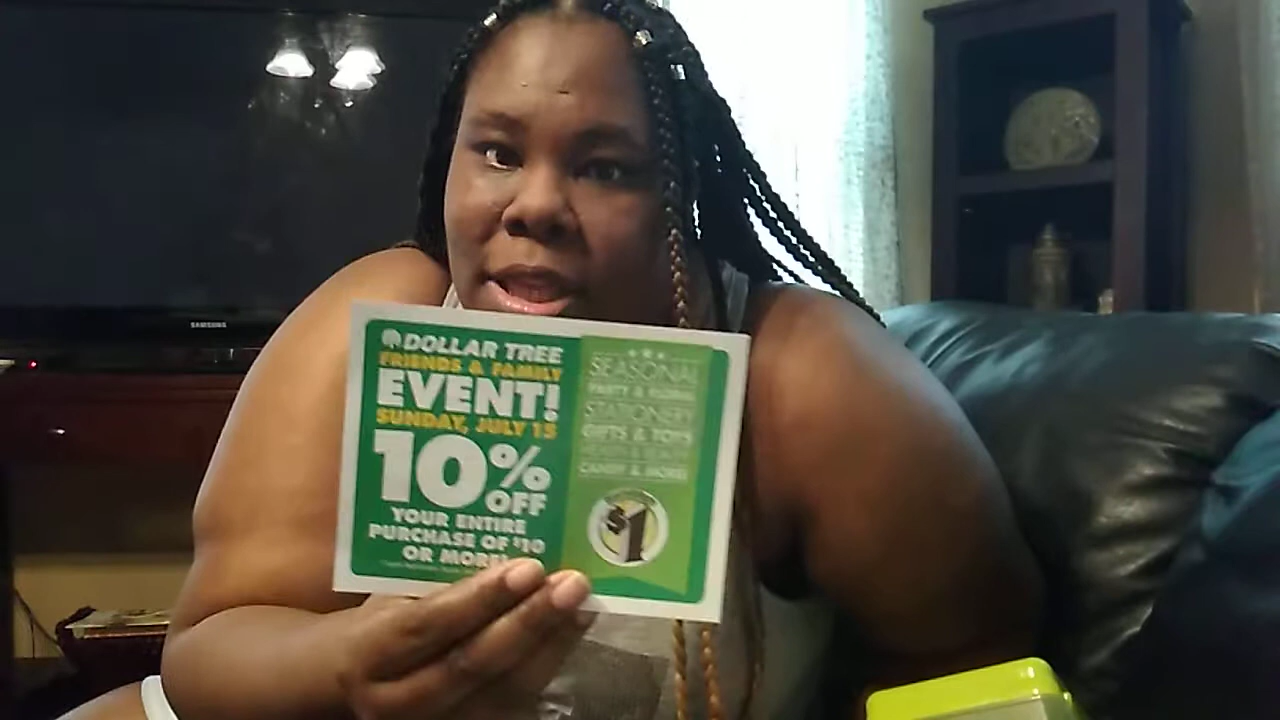 SAMSUNG
DOLLAR TREE
FRIENDS & FAMILY
EVENT!
SUNDAY, JULY 15
10%
OFF
YOUR ENTIRE
PURCHASE OF $10
OR MORE!
SEASONAL
PARTY &
STATIONERY
GIFTS & TOYS
CANDY & MORE!
$1